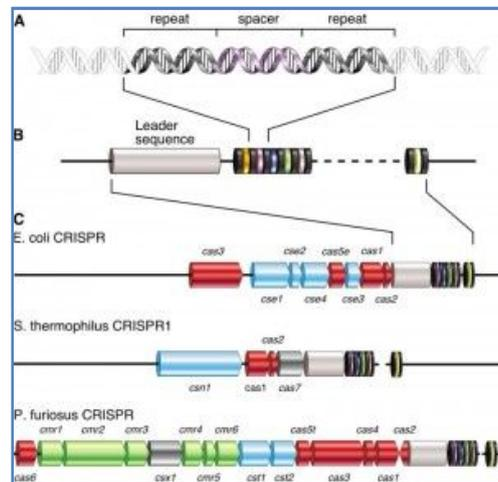 A
repeat spacer repeat
B
Leader
sequence
C
E. coli CRISPR
cas3 cse2 cas5e cas1
cse1 cse4 cse3 cas2
S. thermophilus CRISPR1
cas2
csn1 cas1 cas7
P. furiosus CRISPR
cmr1 cmr2 cmr3 cmr4 cmr6 cas5t cas4 cas2
cas6 csx1 cmr5 cst1 cst2 cas3 cas1